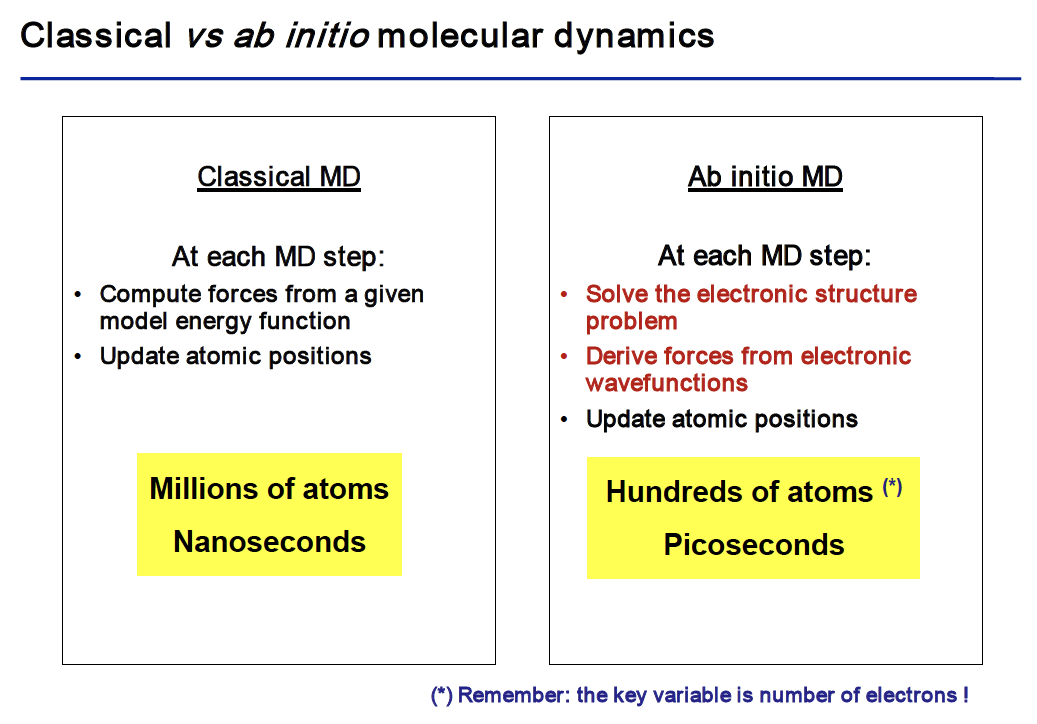 Classical vs ab initio molecular dynamics
Classical MD
At each MD step:
• Compute forces from a given
model energy function
• Update atomic positions
Millions of atoms
Nanoseconds
Ab initio MD
At each MD step:
• Solve the electronic structure
problem
• Derive forces from electronic
wavefunctions
• Update atomic positions
Hundreds of atoms (*)
Picoseconds
(*) Remember: the key variable is number of electrons !